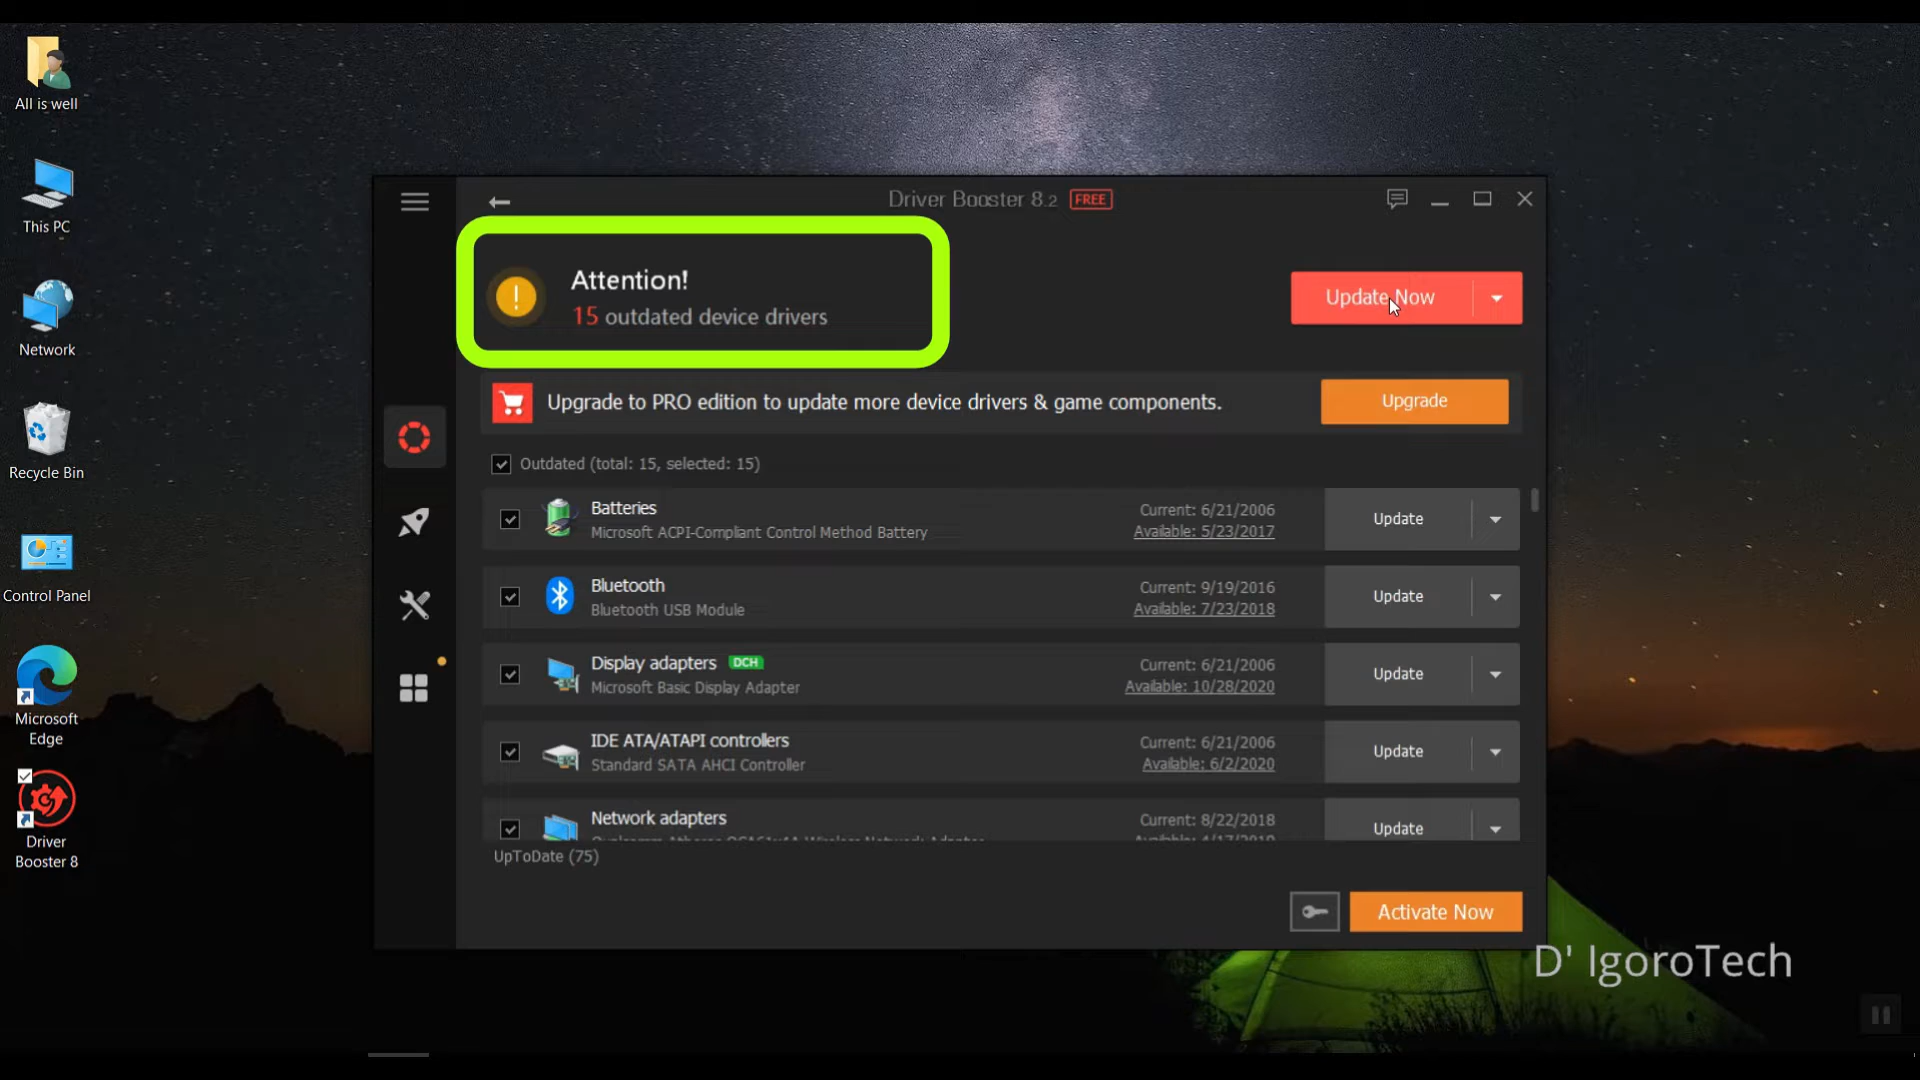 All is well
This PC
Network
Recycle Bin
Control Panel
Microsoft
Edge
Driver
Booster 8
Driver Booster 8.2 FREE
Attention!
15 outdated device drivers
Update Now
Upgrade to PRO edition to update more device drivers & game components.
Upgrade
Outdated (total: 15, selected: 15)
Batteries
Microsoft ACPI-Compliant Control Method Battery
Current: 6/21/2006
Available: 5/23/2017
Update
Bluetooth
Bluetooth USB Module
Current: 9/19/2016
Available: 7/23/2018
Update
Display adapters DCH
Microsoft Basic Display Adapter
Current: 6/21/2006
Available: 10/28/2020
Update
IDE ATA/ATAPI controllers
Standard SATA AHCI Controller
Current: 6/21/2006
Available: 6/2/2020
Update
Network adapters
Current: 8/22/2018
Update
UpToDate (75)
Activate Now
D' IgoroTech